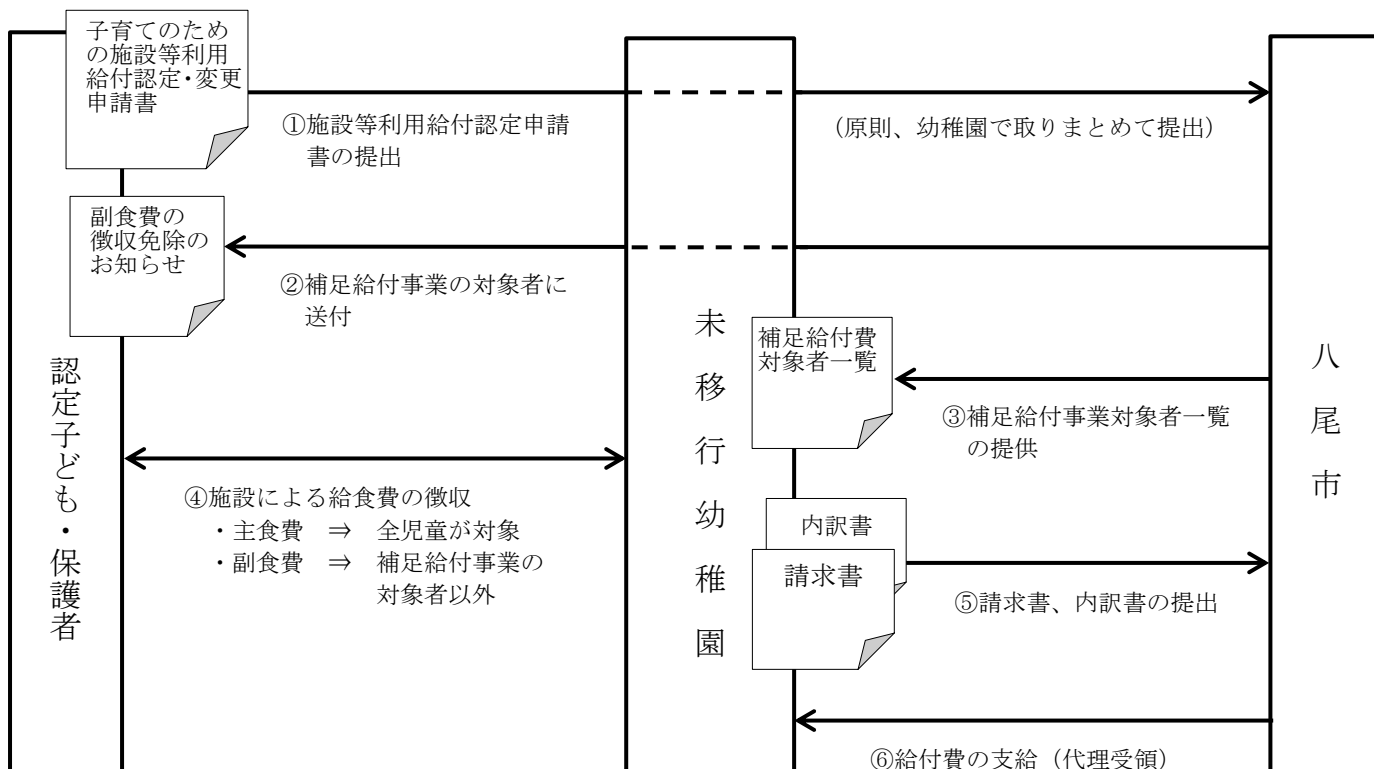 子育てのため
の施設等利用
給付認定・変更
申請書
①施設等利用給付認定申請
書の提出
（原則、幼稚園で取りまとめて提出）
副食費の
徴収免除の
お知らせ
②補足給付事業の対象者に
送付
補足給付費
対象者一覧
③補足給付事業対象者一覧
の提供
認定子ども・保護者
未移行幼稚園
八尾市
④施設による給食費の徴収
・主食費　⇒　全児童が対象
・副食費　⇒　補足給付事業の
対象者以外
内訳書
請求書
⑤請求書、内訳書の提出
⑥給付費の支給（代理受領）